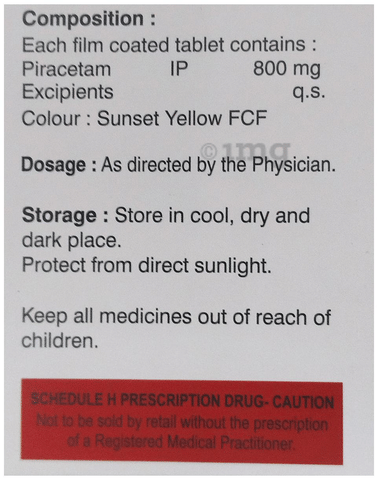 Composition :
Each film coated tablet contains :
Piracetam IP 800 mg
Excipients q.s.
Colour : Sunset Yellow FCF
1mg
Dosage : As directed by the Physician.
Storage : Store in cool, dry and
dark place.
Protect from direct sunlight.
Keep all medicines out of reach of
children.
SCHEDULE H PRESCRIPTION DRUG- CAUTION
Not to be sold by retail without the prescription
of a Registered Medical Practitioner.